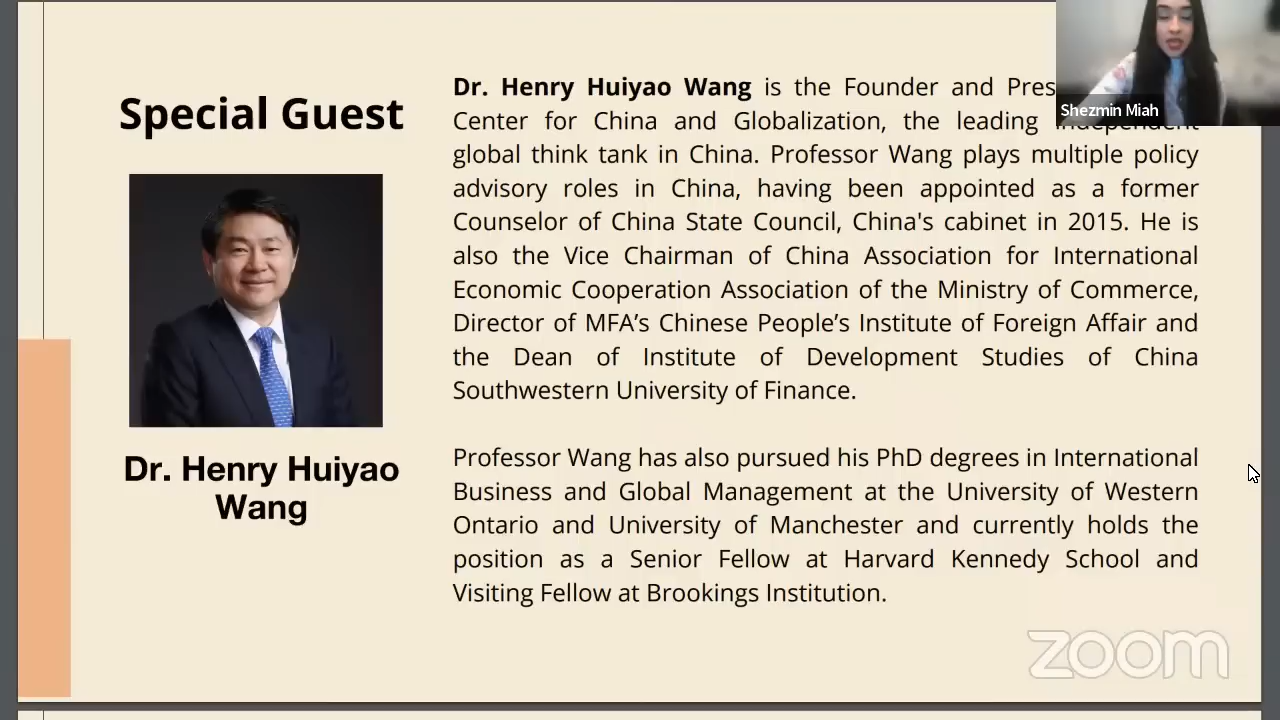 Special Guest
Dr. Henry Huiyao
Wang
Dr. Henry Huiyao Wang is the Founder and
Center for China and Globalization, the leading independent
global think tank in China. Professor Wang plays multiple policy
advisory roles in China, having been appointed as a former
Counselor of China State Council, China's cabinet in 2015. He is
also the Vice Chairman of China Association for International
Economic Cooperation Association of the Ministry of Commerce,
Director of MFA’s Chinese People’s Institute of Foreign Affair and
the Dean of Institute of Development Studies of China
Southwestern University of Finance.
Professor Wang has also pursued his PhD degrees in International
Business and Global Management at the University of Western
Ontario and University of Manchester and currently holds the
position as a Senior Fellow at Harvard Kennedy School and
Visiting Fellow at Brookings Institution.
Shezmin Miah
zoom